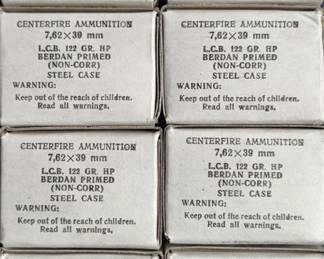 CENTERFIRE AMMUNITION
7,62×39 mm
L.C.B. 122 GR. HP
BERDAN PRIMED
(NON-CORR)
STEEL CASE
WARNING:
Keep out of the reach of children.
Read all warnings.
CENTERFIRE AMMUNITION
7,62×39 mm
L.C.B. 122 GR. HP
BERDAN PRIMED
(NON-CORR)
STEEL CASE
WARNING:
Keep out of the reach of children.
Read all warnings.
CENTERFIRE AMMUNITION
7,62×39 mm
L.C.B. 122 GR. HP
BERDAN PRIMED
(NON-CORR)
STEEL CASE
WARNING:
Keep out of the reach of children.
Read all warnings.
CENTERFIRE AMMUNITION
7,62×39 mm
L.C.B. 122 GR. HP
BERDAN PRIMED
(NON-CORR)
STEEL CASE
WARNING:
Keep out of the reach of children.
Read all warnings.